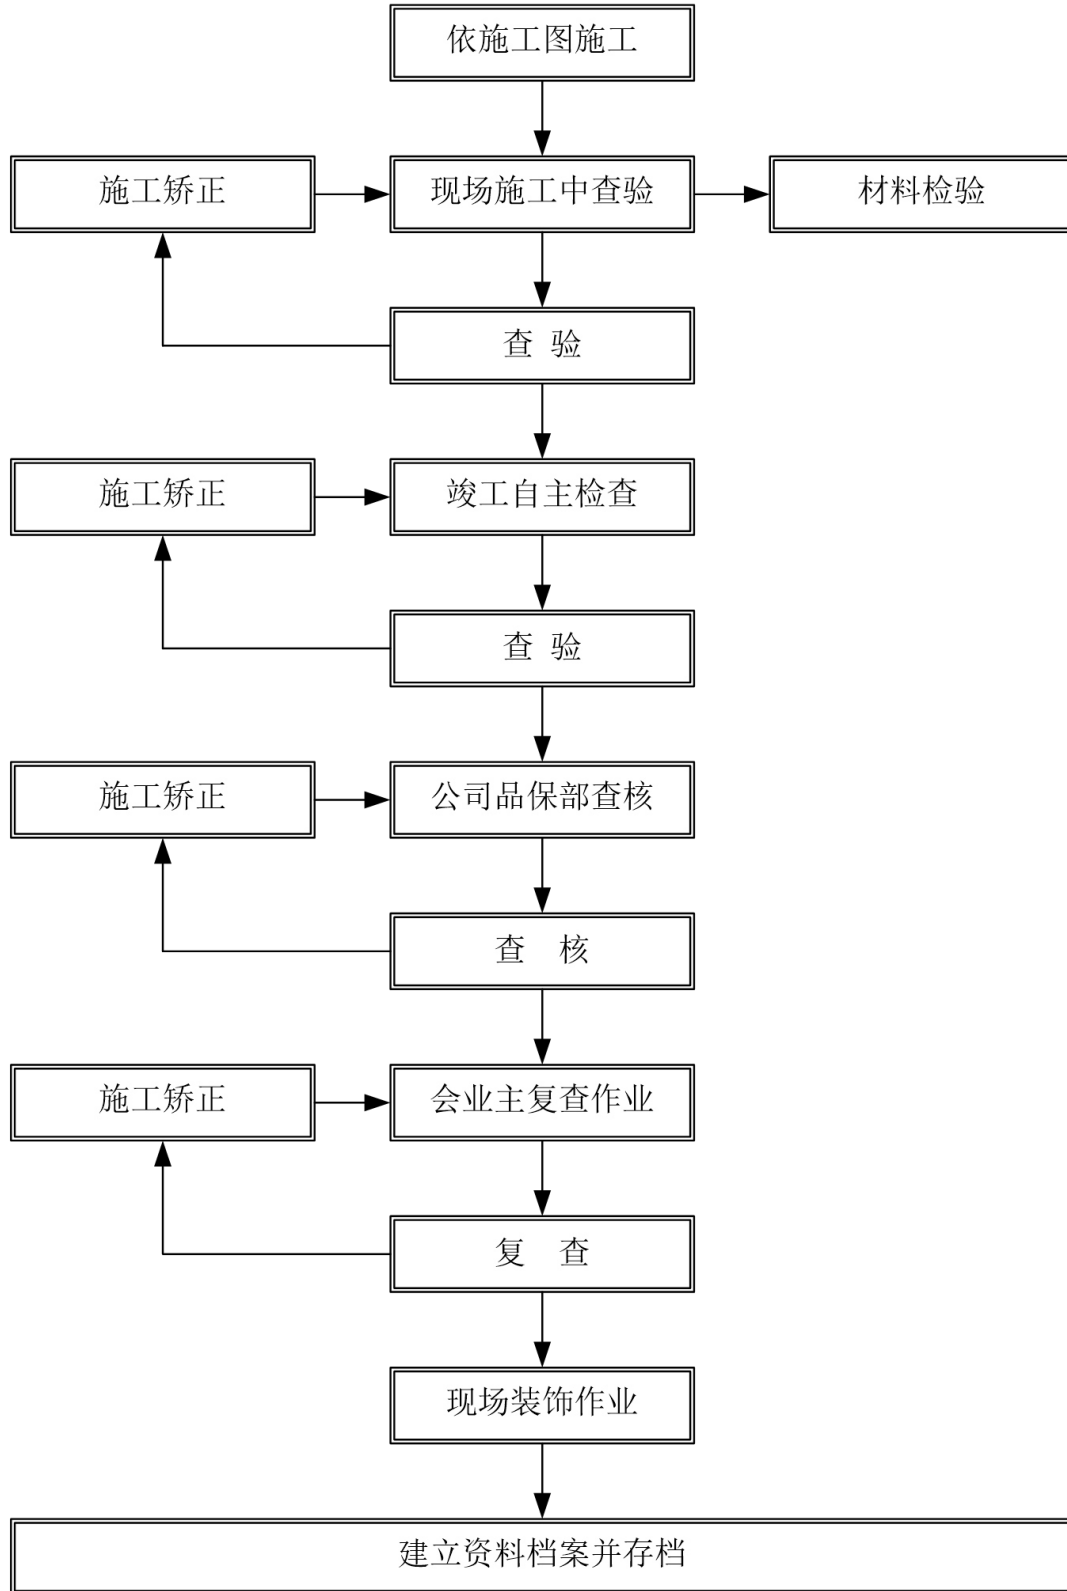 依施工图施工
施工矫正
现场施工中查验
材料检验
查 验
施工矫正
竣工自主检查
查 验
施工矫正
公司品保部查核
查 核
施工矫正
会业主复查作业
复 查
现场装饰作业
建立资料档案并存档